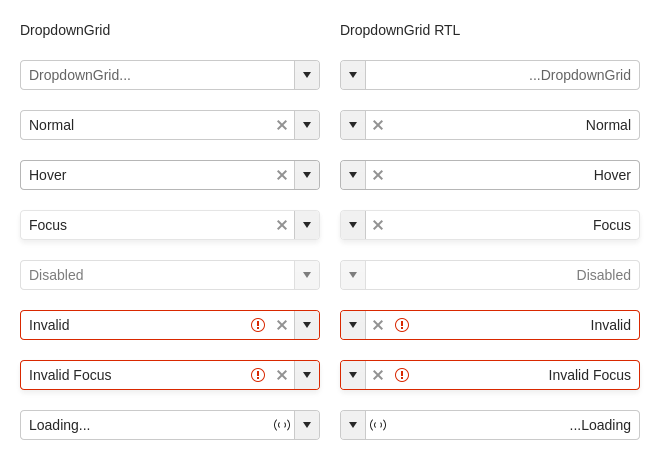 DropdownGrid
DropdownGrid...
Normal
Hover
Focus
Disabled
Invalid
Invalid Focus
Loading...
DropdownGrid RTL
...DropdownGrid
Normal
Hover
Focus
Disabled
Invalid
Invalid Focus
...Loading